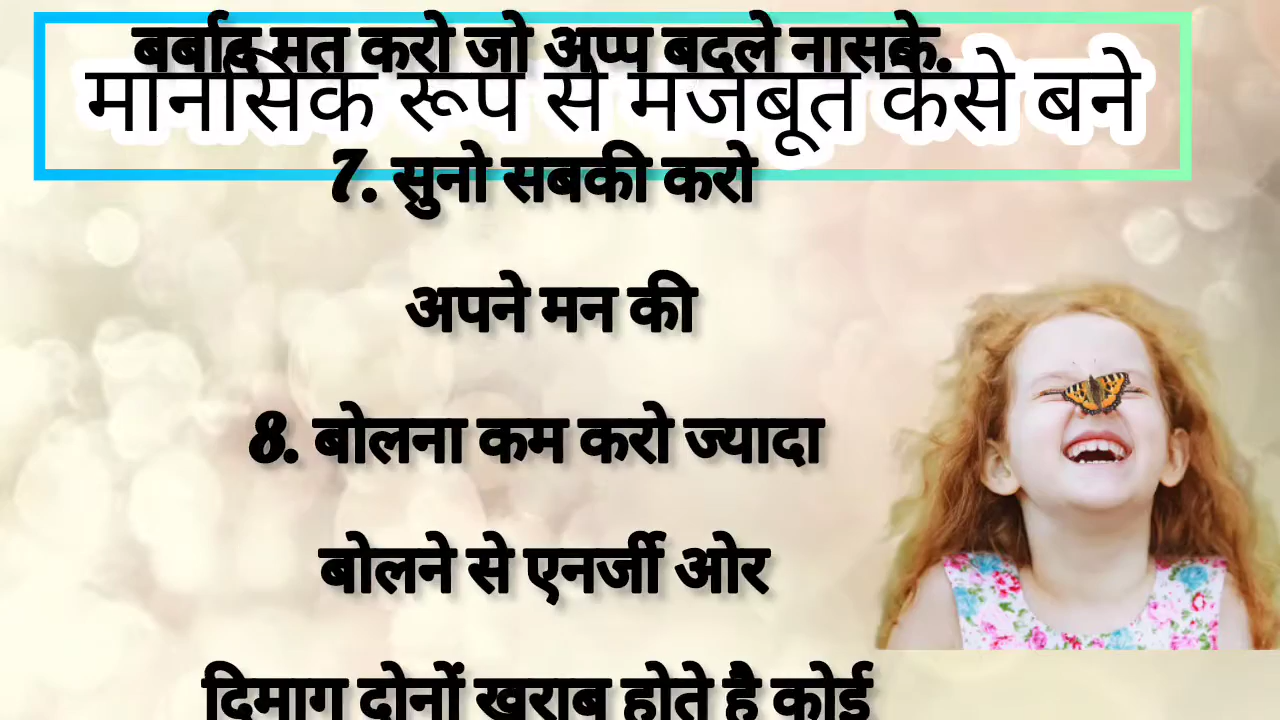 बर्बाद मत करो जो अप्प बदले नासके.
मानसिक रूप से मजबूत कैसे बने
7. सुनो सबकी करो
अपने मन की
8. बोलना कम करो ज्यादा
बोलने से एनर्जी ओर
दिमाग दोनों खराब होते है कोई